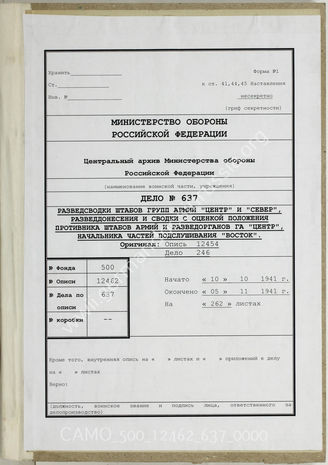 Хранить
Форма №1
Ст.
к ст. 41,44,45 Наставления
Инв. №
несекретно
(гриф секретности)
МИНИСТЕРСТВО ОБОРОНЫ
РОССИЙСКОЙ ФЕДЕРАЦИИ
Центральный архив Министерства обороны
Российской Федерации
(наименование воинской части, учреждения)
ДЕЛО № 637
РАЗВЕДСВОДКИ ШТАБОВ ГРУПП АРМИЙ "ЦЕНТР" И "СЕВЕР",
РАЗВЕДДОНЕСЕНИЯ И СВОДКИ С ОЦЕНКОЙ ПОЛОЖЕНИЯ
ПРОТИВНИКА ШТАБОВ АРМИЙ И РАЗВЕДОРГАНОВ ГА "ЦЕНТР",
НАЧАЛЬНИКА ЧАСТЕЙ ПОДСЛУШИВАНИЯ "ВОСТОК".
Оригинал: Опись 12454
Дело 246
№ Фонда 500
№ Описи 12462
№ Дела по описи 637
№ коробки --
Начато « 10 » 10 1941 г.
Окончено « 05 » 11 1941 г.
На « 262 » листах
Кроме того, внутренняя опись на « » листах и « » приложений к делу
на « » листах
Верно:
(должность, воинское звание и подпись лица, ответственного за
делопроизводство)
CAMO_500_12462_637_0000